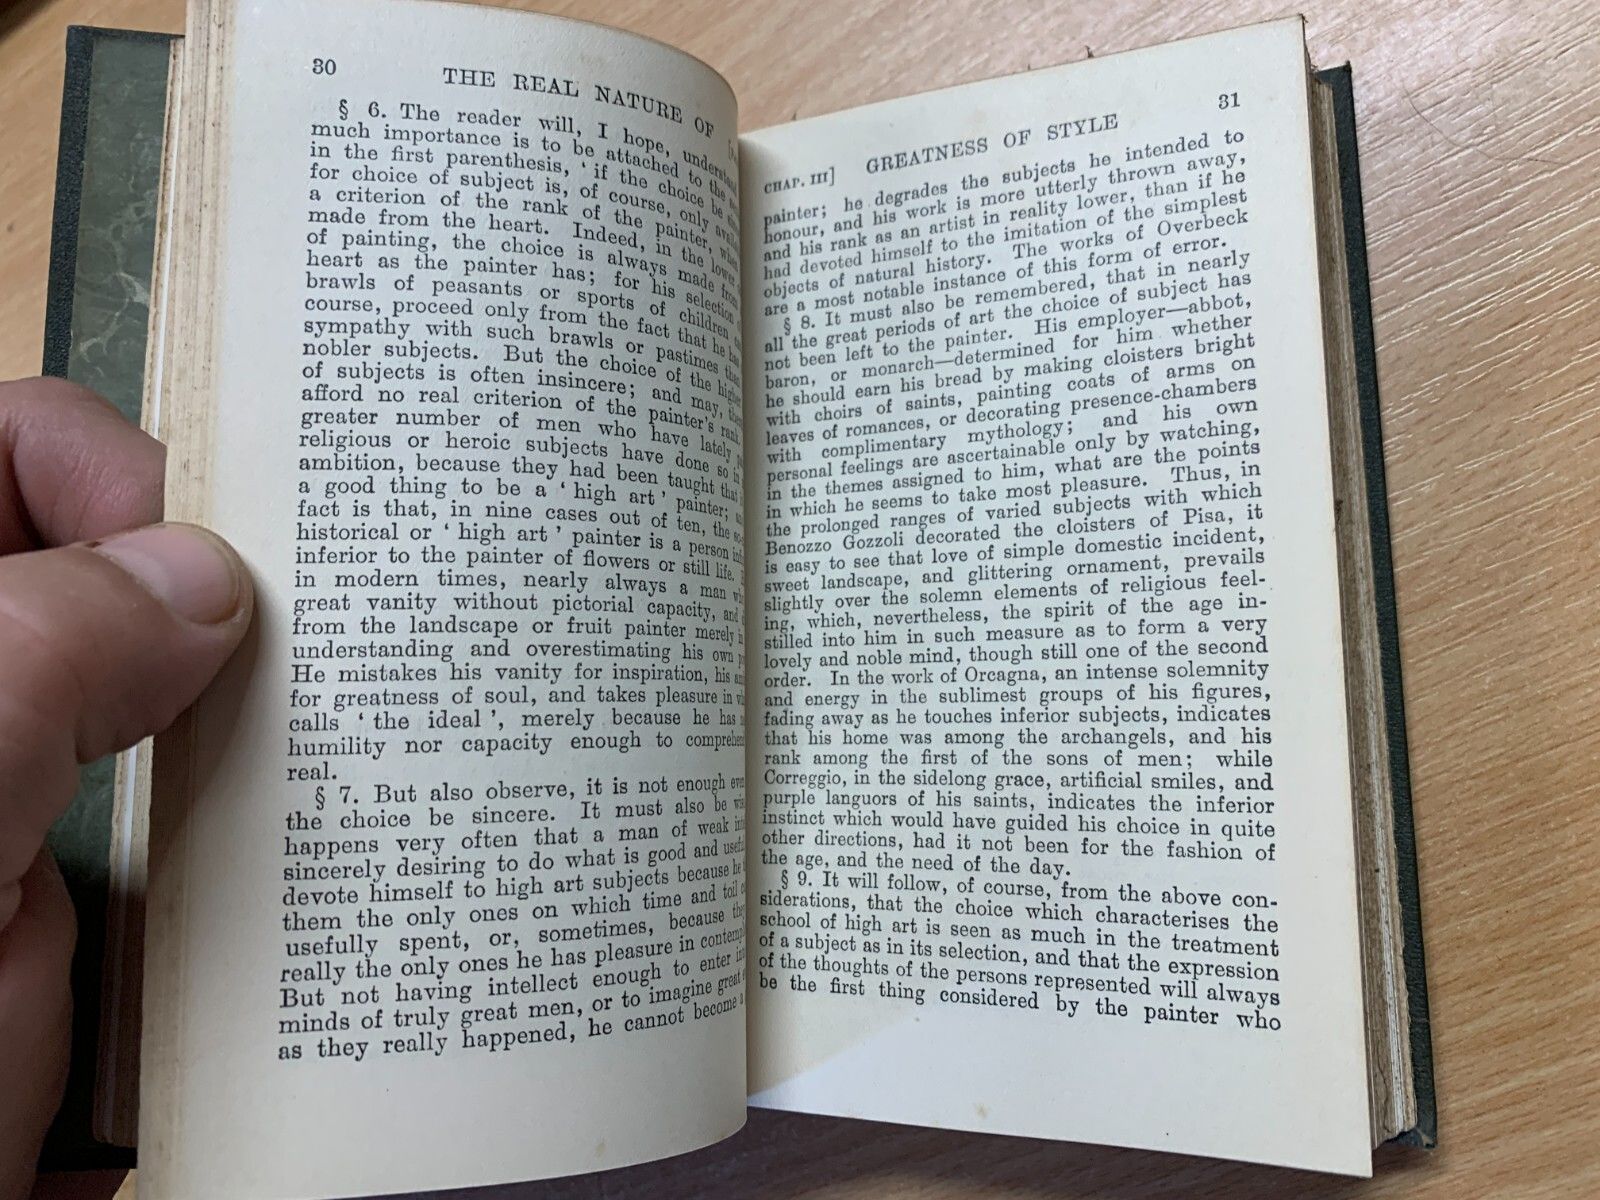 30
THE REAL NATURE OF
§ 6. The reader will, I hope, understand
much importance is to be attached to the
in the first parenthesis, ‘ if the choice be
for choice of subject is, of course, only
a criterion of the rank of the painter, when
made from the heart. Indeed, in the lower
of painting, the choice is always made from
heart as the painter has; for his selection
brawls of peasants or sports of children
course, proceed only from the fact that he has
sympathy with such brawls or pastimes than
nobler subjects. But the choice of the higher
of subjects is often insincere; and may,
afford no real criterion of the painter's rank.
greater number of men who have lately
religious or heroic subjects have done so in
ambition, because they had been taught that
a good thing to be a ‘ high art ’ painter;
fact is that, in nine cases out of ten, the
historical or ‘ high art ’ painter is a person
inferior to the painter of flowers or still life.
in modern times, nearly always a man
great vanity without pictorial capacity, and
from the landscape or fruit painter merely in
understanding and overestimating his own
He mistakes his vanity for inspiration, his
for greatness of soul, and takes pleasure in
calls ‘ the ideal ’, merely because he has
humility nor capacity enough to comprehend
real.
§ 7. But also observe, it is not enough
the choice be sincere. It must also be
happens very often that a man of weak
sincerely desiring to do what is good and
devote himself to high art subjects because he
them the only ones on which time and toil
usefully spent, or, sometimes, because
really the only ones he has pleasure in
But not having intellect enough to enter
minds of truly great men, or to imagine great
as they really happened, he cannot become a
CHAP. III] GREATNESS OF STYLE 31
painter; he degrades the subjects he intended to
honour, and his work is more utterly thrown away,
and his rank as an artist in reality lower, than if he
had devoted himself to the imitation of the simplest
objects of natural history. The works of Overbeck
are a most notable instance of this form of error.
§ 8. It must also be remembered, that in nearly
all the great periods of art the choice of subject has
not been left to the painter. His employer—abbot,
baron, or monarch—determined for him whether
he should earn his bread by making cloisters bright
with choirs of saints, painting coats of arms on
leaves of romances, or decorating presence-chambers
with complimentary mythology; and his own
personal feelings are ascertainable only by watching,
in the themes assigned to him, what are the points
in which he seems to take most pleasure. Thus, in
the prolonged ranges of varied subjects with which
Benozzo Gozzoli decorated the cloisters of Pisa, it
is easy to see that love of simple domestic incident,
sweet landscape, and glittering ornament, prevails
slightly over the solemn elements of religious feel-
ing, which, nevertheless, the spirit of the age in-
stilled into him in such measure as to form a very
lovely and noble mind, though still one of the second
order. In the work of Orcagna, an intense solemnity
and energy in the sublimest groups of his figures,
fading away as he touches inferior subjects, indicates
that his home was among the archangels, and his
rank among the first of the sons of men; while
Correggio, in the sidelong grace, artificial smiles, and
purple languors of his saints, indicates the inferior
instinct which would have guided his choice in quite
other directions, had it not been for the fashion of
the age, and the need of the day.
§ 9. It will follow, of course, from the above con-
siderations, that the choice which characterises the
school of high art is seen as much in the treatment
of a subject as in its selection, and that the expression
of the thoughts of the persons represented will always
be the first thing considered by the painter who